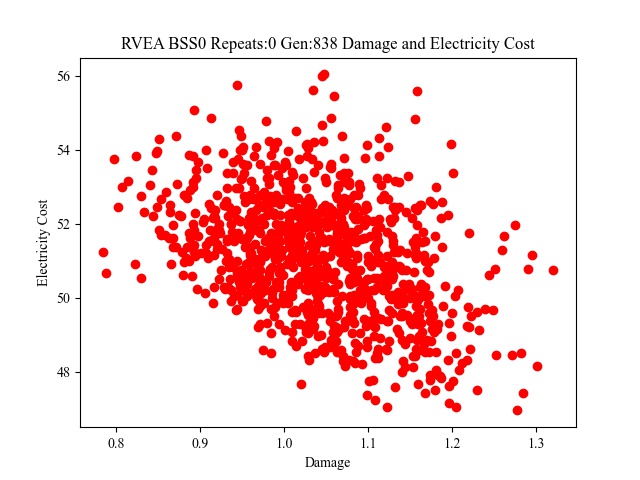 RVEA BSS0 Repeats:0 Gen:838 Damage and Electricity Cost
56
54
52
50
48
Electricity Cost
0.8 0.9 1.0 1.1 1.2 1.3
Damage